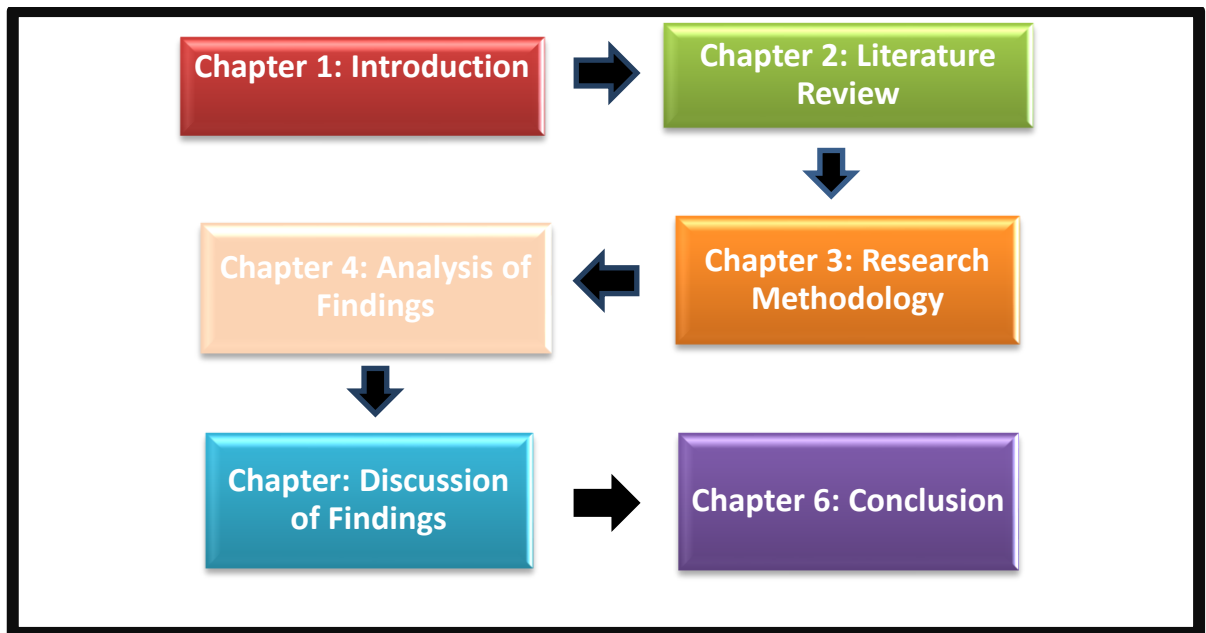 Chapter 1: Introduction
Chapter 2: Literature
Review
Chapter 3: Research
Methodology
Chapter 4: Analysis of
Findings
Chapter: Discussion
of Findings
Chapter 6: Conclusion